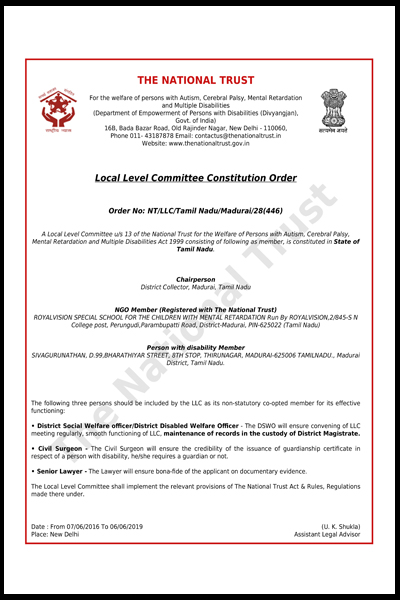 THE NATIONAL TRUST
For the welfare of persons with Autism, Cerebral Palsy, Mental Retardation
and Multiple Disabilities
(Department of Empowerment of Persons with Disabilities (Divyangjan),
Govt. of India)
16B, Bada Bazar Road, Old Rajinder Nagar, New Delhi - 110060,
Phone 011- 43187878 Email: contactus@thenationaltrust.in
Website: www.thenationaltrust.gov.in
राष्ट्रीय न्यास
सत्यमेव जयते
Local Level Committee Constitution Order
Order No: NT/LLC/Tamil Nadu/Madurai/28(446)
A Local Level Committee u/s 13 of the National Trust for the Welfare of Persons with Autism, Cerebral Palsy,
Mental Retardation and Multiple Disabilities Act 1999 consisting of following as member, is constituted in State of
Tamil Nadu.
Chairperson
District Collector, Madurai, Tamil Nadu
NGO Member (Registered with The National Trust)
ROYALVISION SPECIAL SCHOOL FOR THE CHILDREN WITH MENTAL RETARDATION Run By ROYALVISION,2/845-S N
College post, Perungudi,Parambupatti Road, District-Madurai, PIN-625022 (Tamil Nadu)
Person with disability Member
SIVAGURUNATHAN, D.99,BHARATHIYAR STREET, 8TH STOP, THIRUNAGAR, MADURAI-625006 TAMILNADU., Madurai
District, Tamil Nadu.
The following three persons should be included by the LLC as its non-statutory co-opted member for its effective
functioning:
• District Social Welfare officer/District Disabled Welfare Officer - The DSWO will ensure convening of LLC
meeting regularly, smooth functioning of LLC, maintenance of records in the custody of District Magistrate.
• Civil Surgeon - The Civil Surgeon will ensure the credibility of the issuance of guardianship certificate in
respect of a person with disability, he/she requires a guardian or not.
• Senior Lawyer - The Lawyer will ensure bona-fide of the applicant on documentary evidence.
The Local Level Committee shall implement the relevant provisions of The National Trust Act & Rules, Regulations
made there under.
Date : From 07/06/2016 To 06/06/2019
Place: New Delhi
(U. K. Shukla)
Assistant Legal Advisor
The National Trust